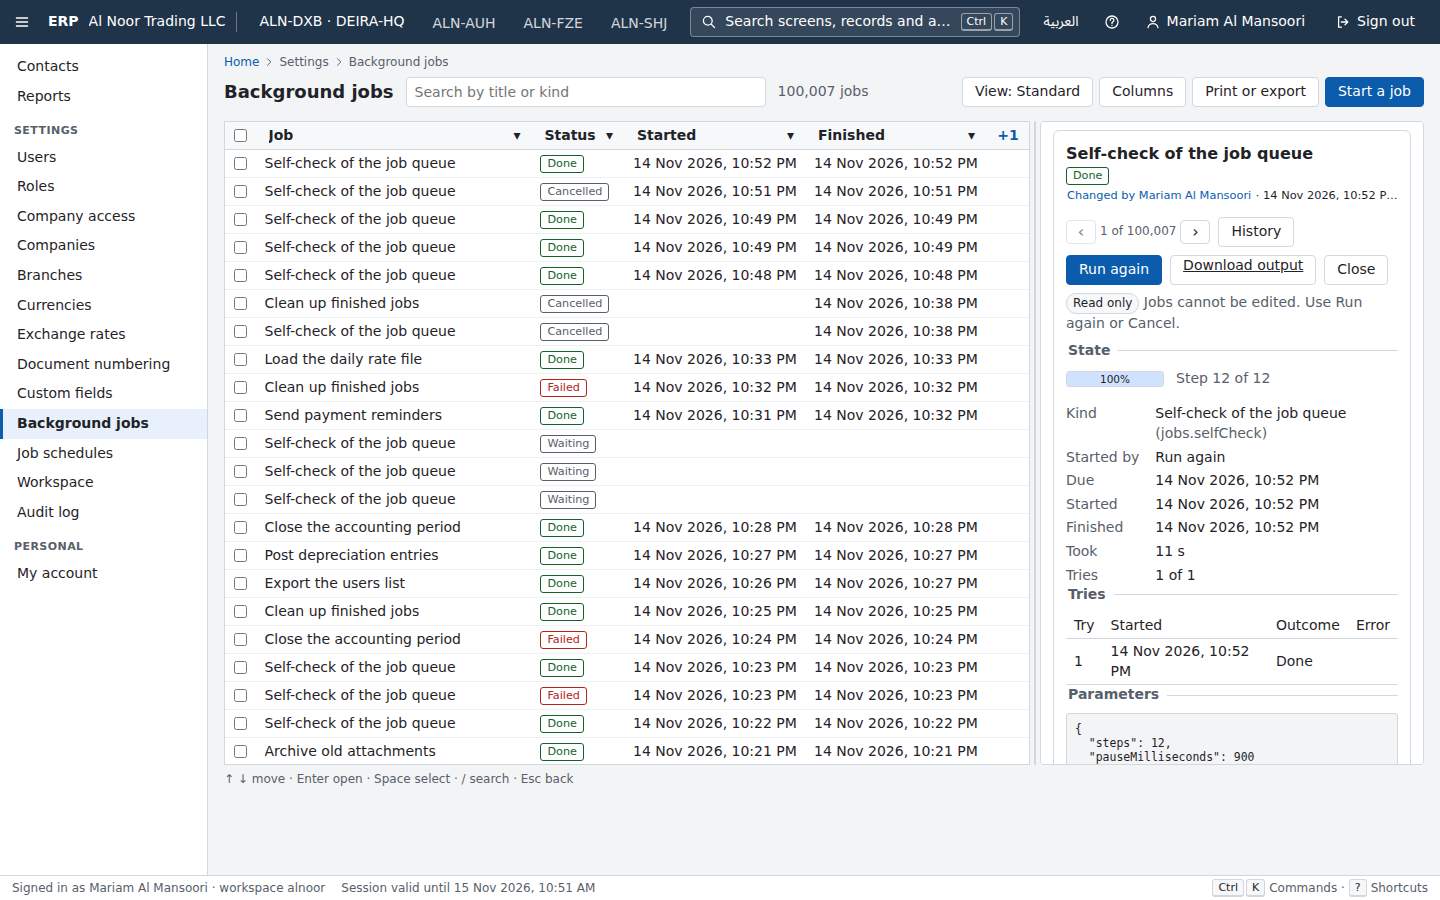 ERP Al Noor Trading LLC ALN-DXB · DEIRA-HQ ALN-AUH ALN-FZE ALN-SHJ Search screens, records and a… Ctrl K العربية Mariam Al Mansoori Sign out
Contacts
Reports
SETTINGS
Users
Roles
Company access
Companies
Branches
Currencies
Exchange rates
Document numbering
Custom fields
Background jobs
Job schedules
Workspace
Audit log
PERSONAL
My account
Home > Settings > Background jobs
Background jobs Search by title or kind 100,007 jobs View: Standard Columns Print or export Start a job
Job ▼ Status ▼ Started ▼ Finished ▼ +1
Self-check of the job queue Done 14 Nov 2026, 10:52 PM 14 Nov 2026, 10:52 PM
Self-check of the job queue Cancelled 14 Nov 2026, 10:51 PM 14 Nov 2026, 10:51 PM
Self-check of the job queue Done 14 Nov 2026, 10:49 PM 14 Nov 2026, 10:49 PM
Self-check of the job queue Done 14 Nov 2026, 10:49 PM 14 Nov 2026, 10:49 PM
Self-check of the job queue Done 14 Nov 2026, 10:48 PM 14 Nov 2026, 10:48 PM
Clean up finished jobs Cancelled 14 Nov 2026, 10:38 PM
Self-check of the job queue Cancelled 14 Nov 2026, 10:38 PM
Load the daily rate file Done 14 Nov 2026, 10:33 PM 14 Nov 2026, 10:33 PM
Clean up finished jobs Failed 14 Nov 2026, 10:32 PM 14 Nov 2026, 10:32 PM
Send payment reminders Done 14 Nov 2026, 10:31 PM 14 Nov 2026, 10:32 PM
Self-check of the job queue Waiting
Self-check of the job queue Waiting
Self-check of the job queue Waiting
Close the accounting period Done 14 Nov 2026, 10:28 PM 14 Nov 2026, 10:28 PM
Post depreciation entries Done 14 Nov 2026, 10:27 PM 14 Nov 2026, 10:27 PM
Export the users list Done 14 Nov 2026, 10:26 PM 14 Nov 2026, 10:27 PM
Clean up finished jobs Done 14 Nov 2026, 10:25 PM 14 Nov 2026, 10:25 PM
Close the accounting period Failed 14 Nov 2026, 10:24 PM 14 Nov 2026, 10:24 PM
Self-check of the job queue Done 14 Nov 2026, 10:23 PM 14 Nov 2026, 10:23 PM
Self-check of the job queue Failed 14 Nov 2026, 10:23 PM 14 Nov 2026, 10:23 PM
Self-check of the job queue Done 14 Nov 2026, 10:22 PM 14 Nov 2026, 10:22 PM
Archive old attachments Done 14 Nov 2026, 10:21 PM 14 Nov 2026, 10:21 PM
↑ ↓ move · Enter open · Space select · / search · Esc back
Self-check of the job queue
Done
Changed by Mariam Al Mansoori · 14 Nov 2026, 10:52 P…
‹ 1 of 100,007 › History
Run again Download output Close
Read only Jobs cannot be edited. Use Run
again or Cancel.
State
100% Step 12 of 12
Kind Self-check of the job queue
(jobs.selfCheck)
Started by Run again
Due 14 Nov 2026, 10:52 PM
Started 14 Nov 2026, 10:52 PM
Finished 14 Nov 2026, 10:52 PM
Took 11 s
Tries 1 of 1
Tries
Try Started Outcome Error
1 14 Nov 2026, 10:52 PM Done
Parameters
{
"steps": 12,
"pauseMilliseconds": 900
Signed in as Mariam Al Mansoori · workspace alnoor Session valid until 15 Nov 2026, 10:51 AM Ctrl K Commands · ? Shortcuts